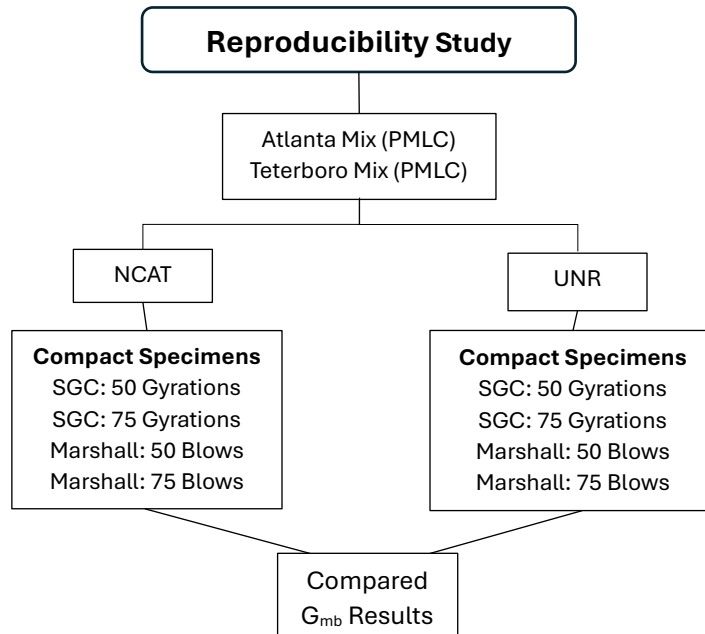 Reproducibility Study
Atlanta Mix (PMLC)
Teterboro Mix (PMLC)
NCAT
UNR
Compact Specimens
SGC: 50 Gyrations
SGC: 75 Gyrations
Marshall: 50 Blows
Marshall: 75 Blows
Compact Specimens
SGC: 50 Gyrations
SGC: 75 Gyrations
Marshall: 50 Blows
Marshall: 75 Blows
Compared
Gmb Results